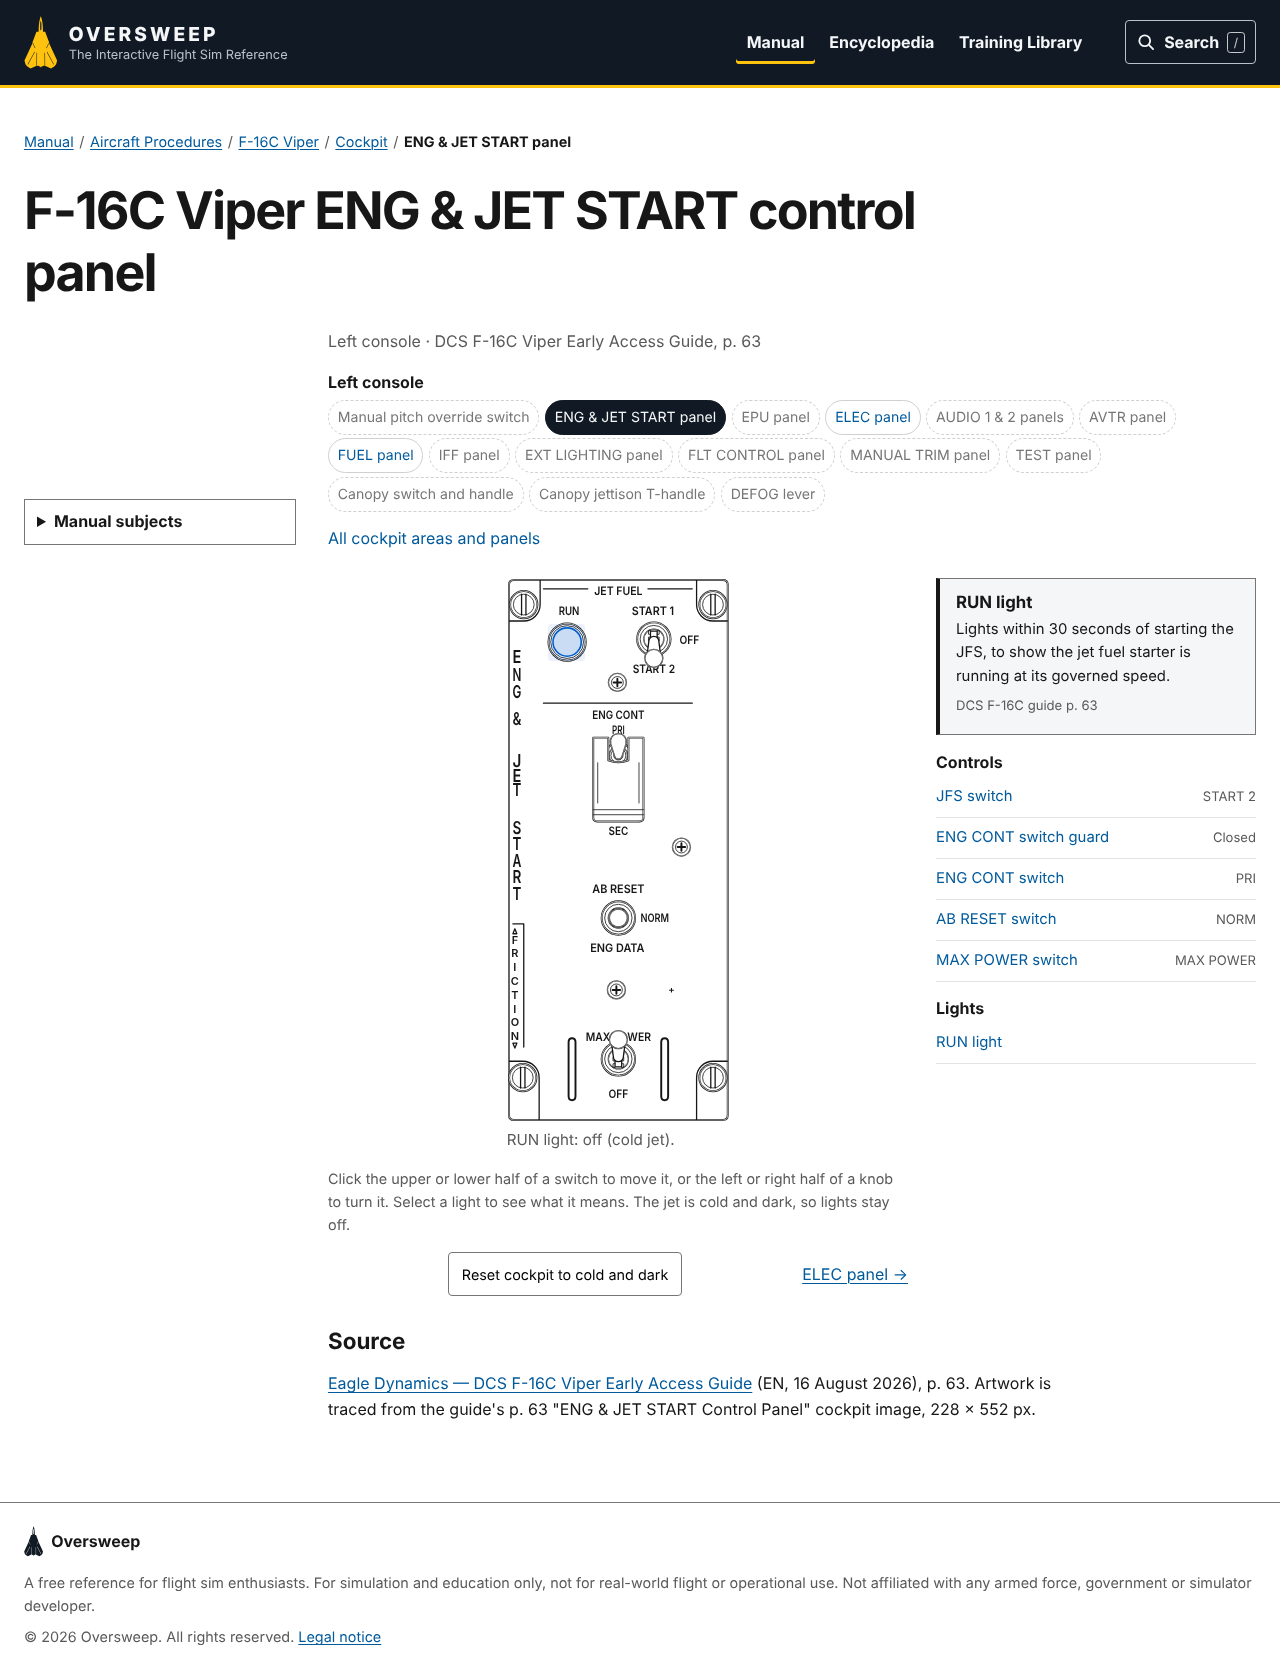 OVERSWEEP
The Interactive Flight Sim Reference
Manual
Encyclopedia
Training Library
Search /
Manual / Aircraft Procedures / F-16C Viper / Cockpit / ENG & JET START panel
F-16C Viper ENG & JET START control
panel
Left console · DCS F-16C Viper Early Access Guide, p. 63
Left console
Manual pitch override switch
ENG & JET START panel
EPU panel
ELEC panel
AUDIO 1 & 2 panels
AVTR panel
FUEL panel
IFF panel
EXT LIGHTING panel
FLT CONTROL panel
MANUAL TRIM panel
TEST panel
Canopy switch and handle
Canopy jettison T-handle
DEFOG lever
Manual subjects
All cockpit areas and panels
JET FUEL
RUN
START 1
OFF
START 2
ENG & JET START
ENG CONT
PRI
SEC
AB RESET
NORM
ENG DATA
FRICTION
MAX POWER
OFF
RUN light: off (cold jet).
Click the upper or lower half of a switch to move it, or the left or right half of a knob
to turn it. Select a light to see what it means. The jet is cold and dark, so lights stay
off.
Reset cockpit to cold and dark
ELEC panel →
RUN light
Lights within 30 seconds of starting the
JFS, to show the jet fuel starter is
running at its governed speed.
DCS F-16C guide p. 63
Controls
JFS switch START 2
ENG CONT switch guard Closed
ENG CONT switch PRI
AB RESET switch NORM
MAX POWER switch MAX POWER
Lights
RUN light
Source
Eagle Dynamics — DCS F-16C Viper Early Access Guide (EN, 16 August 2026), p. 63. Artwork is
traced from the guide's p. 63 "ENG & JET START Control Panel" cockpit image, 228 × 552 px.
Oversweep
A free reference for flight sim enthusiasts. For simulation and education only, not for real-world flight or operational use. Not affiliated with any armed force, government or simulator
developer.
© 2026 Oversweep. All rights reserved. Legal notice